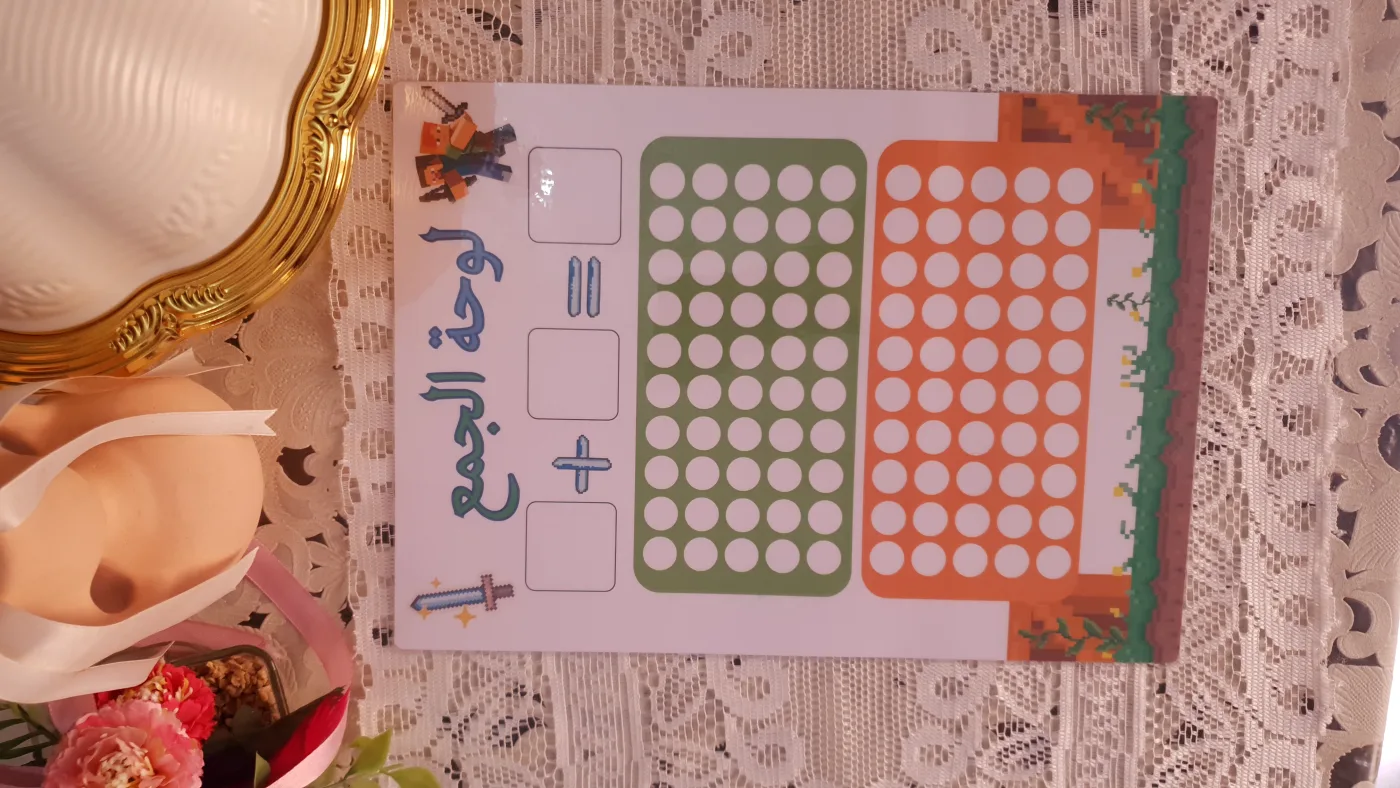 لوحة الجمع
+ =